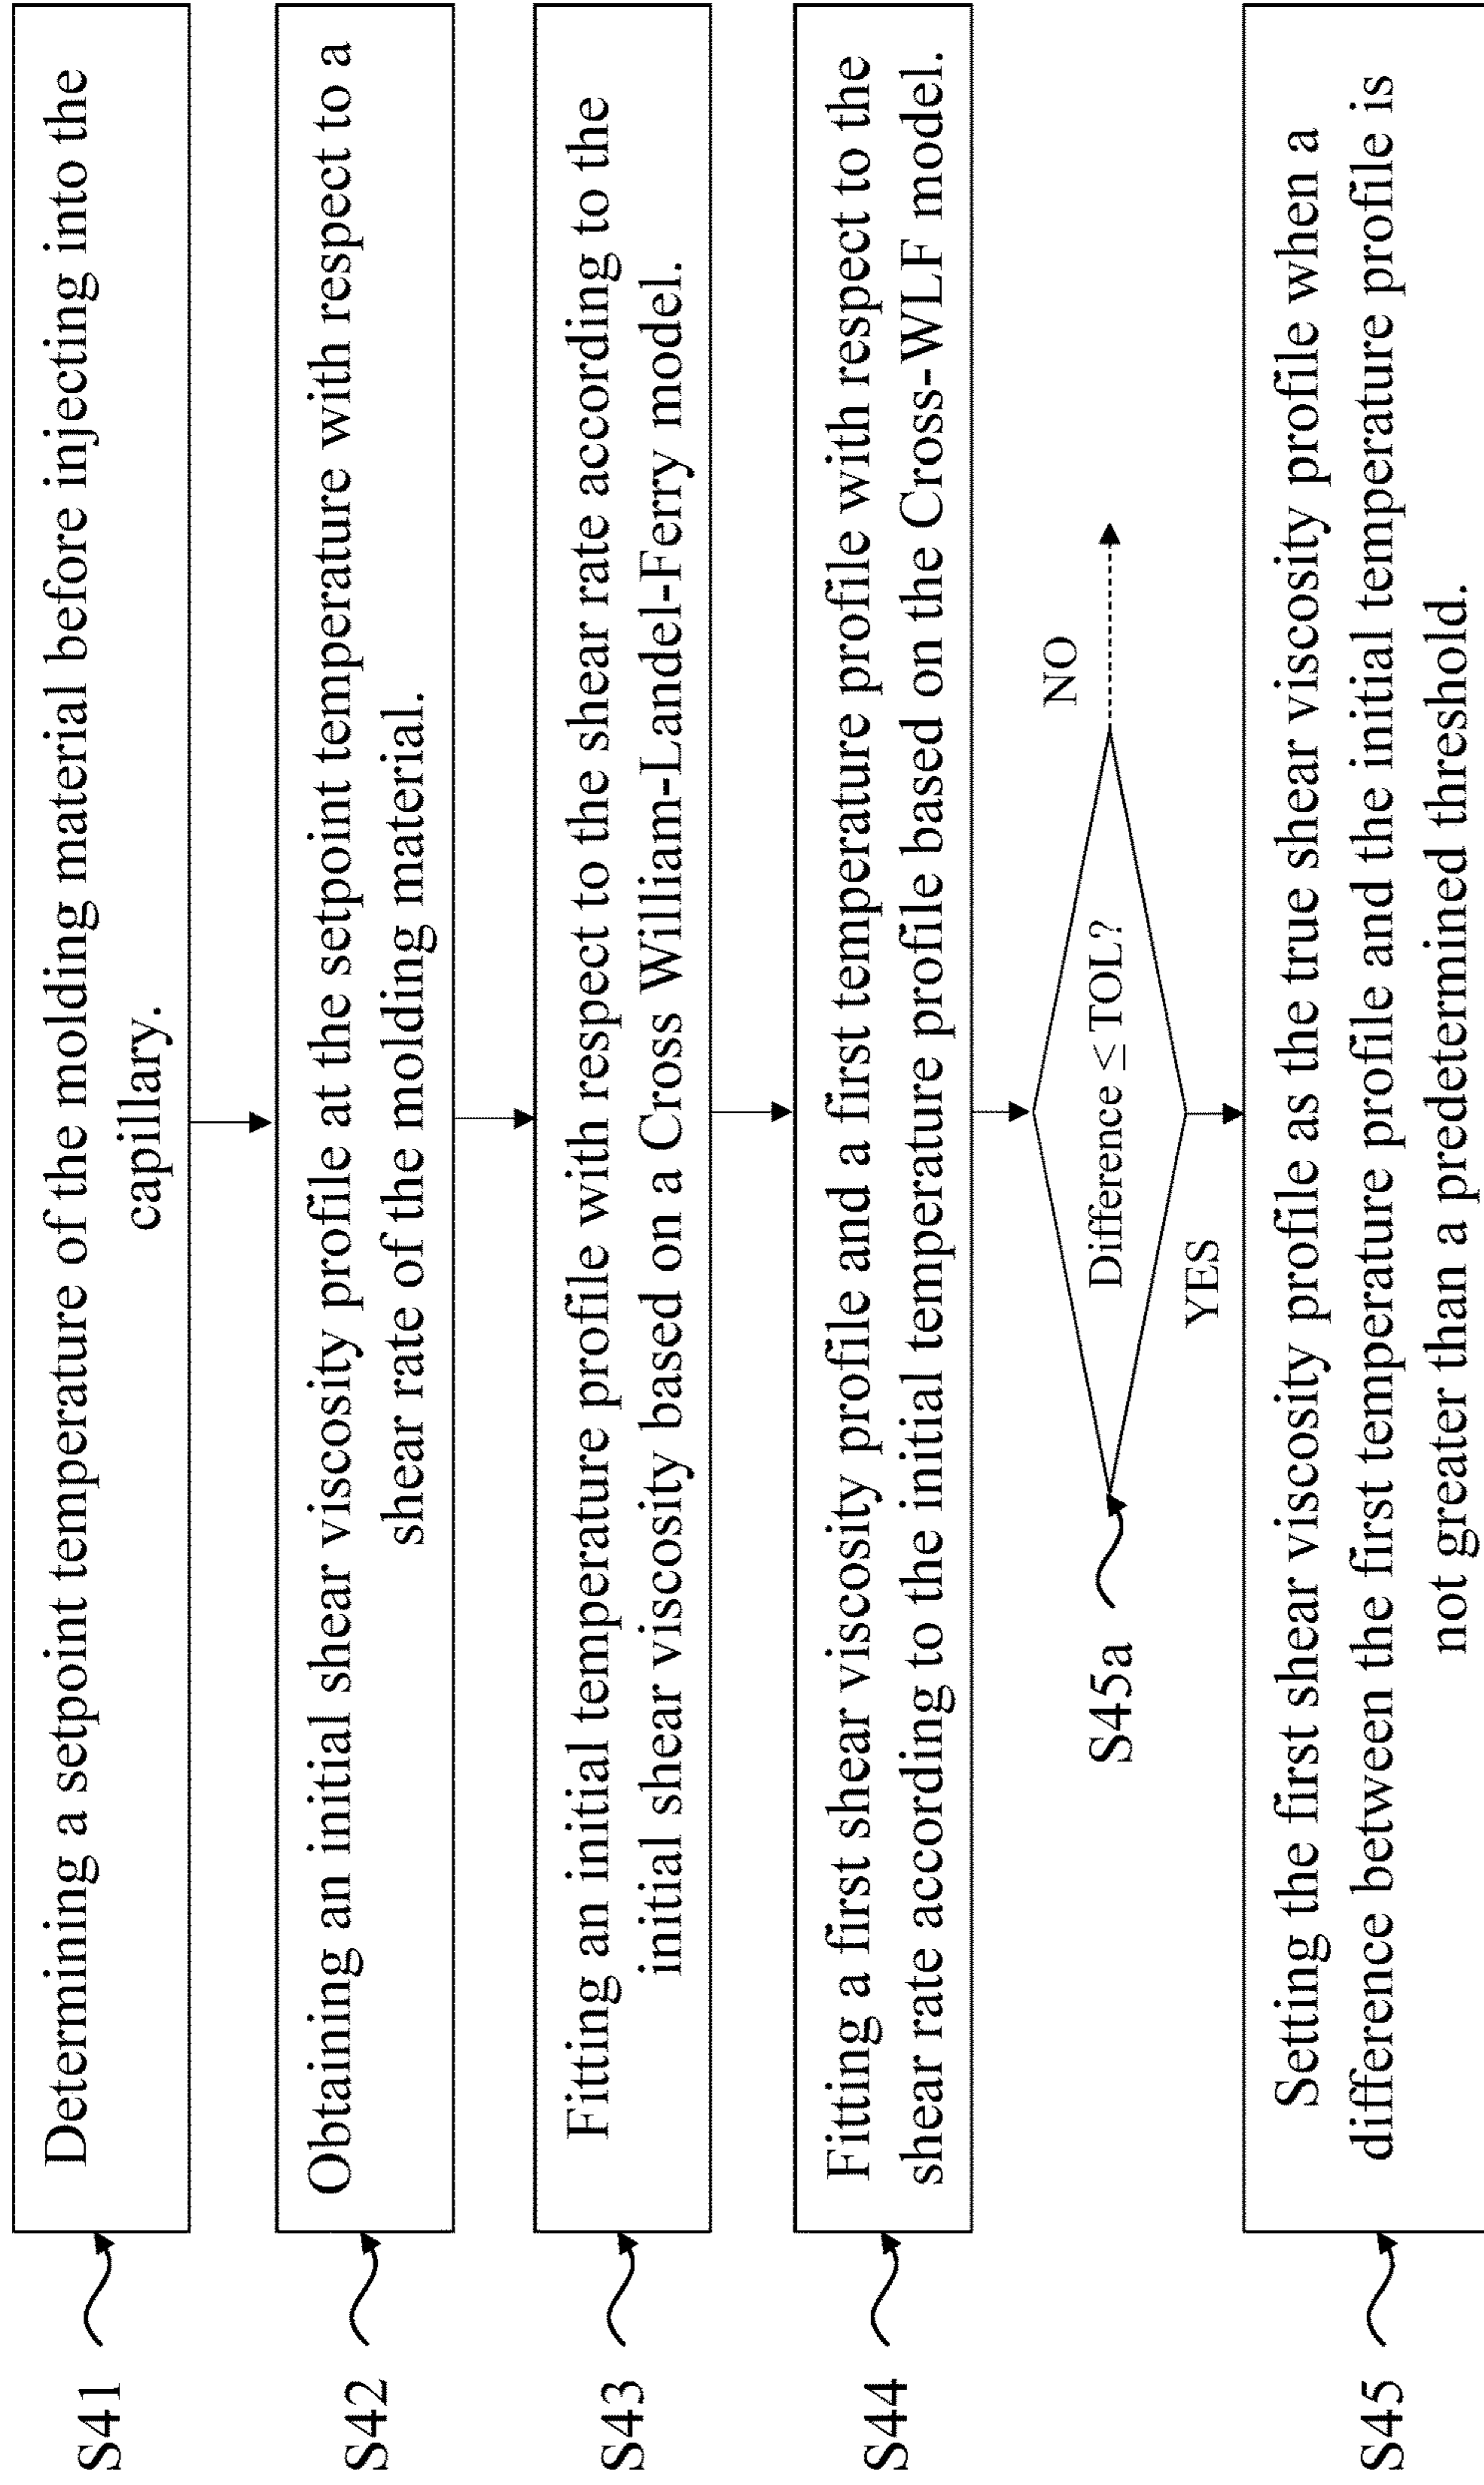 S41
Determining a setpoint temperature of the molding material before injecting into the
capillary.
S42
Obtaining an initial shear viscosity profile at the setpoint temperature with respect to a
shear rate of the molding material.
S43
Fitting an initial temperature profile with respect to the shear rate according to the
initial shear viscosity based on a Cross William-Landel-Ferry model.
S44
Fitting a first shear viscosity profile and a first temperature profile with respect to the
shear rate according to the initial temperature profile based on the Cross-WLF model.
S45a
Difference ≤ TOL?
NO
YES
S45
Setting the first shear viscosity profile as the true shear viscosity profile when a
difference between the first temperature profile and the initial temperature profile is
not greater than a predetermined threshold.